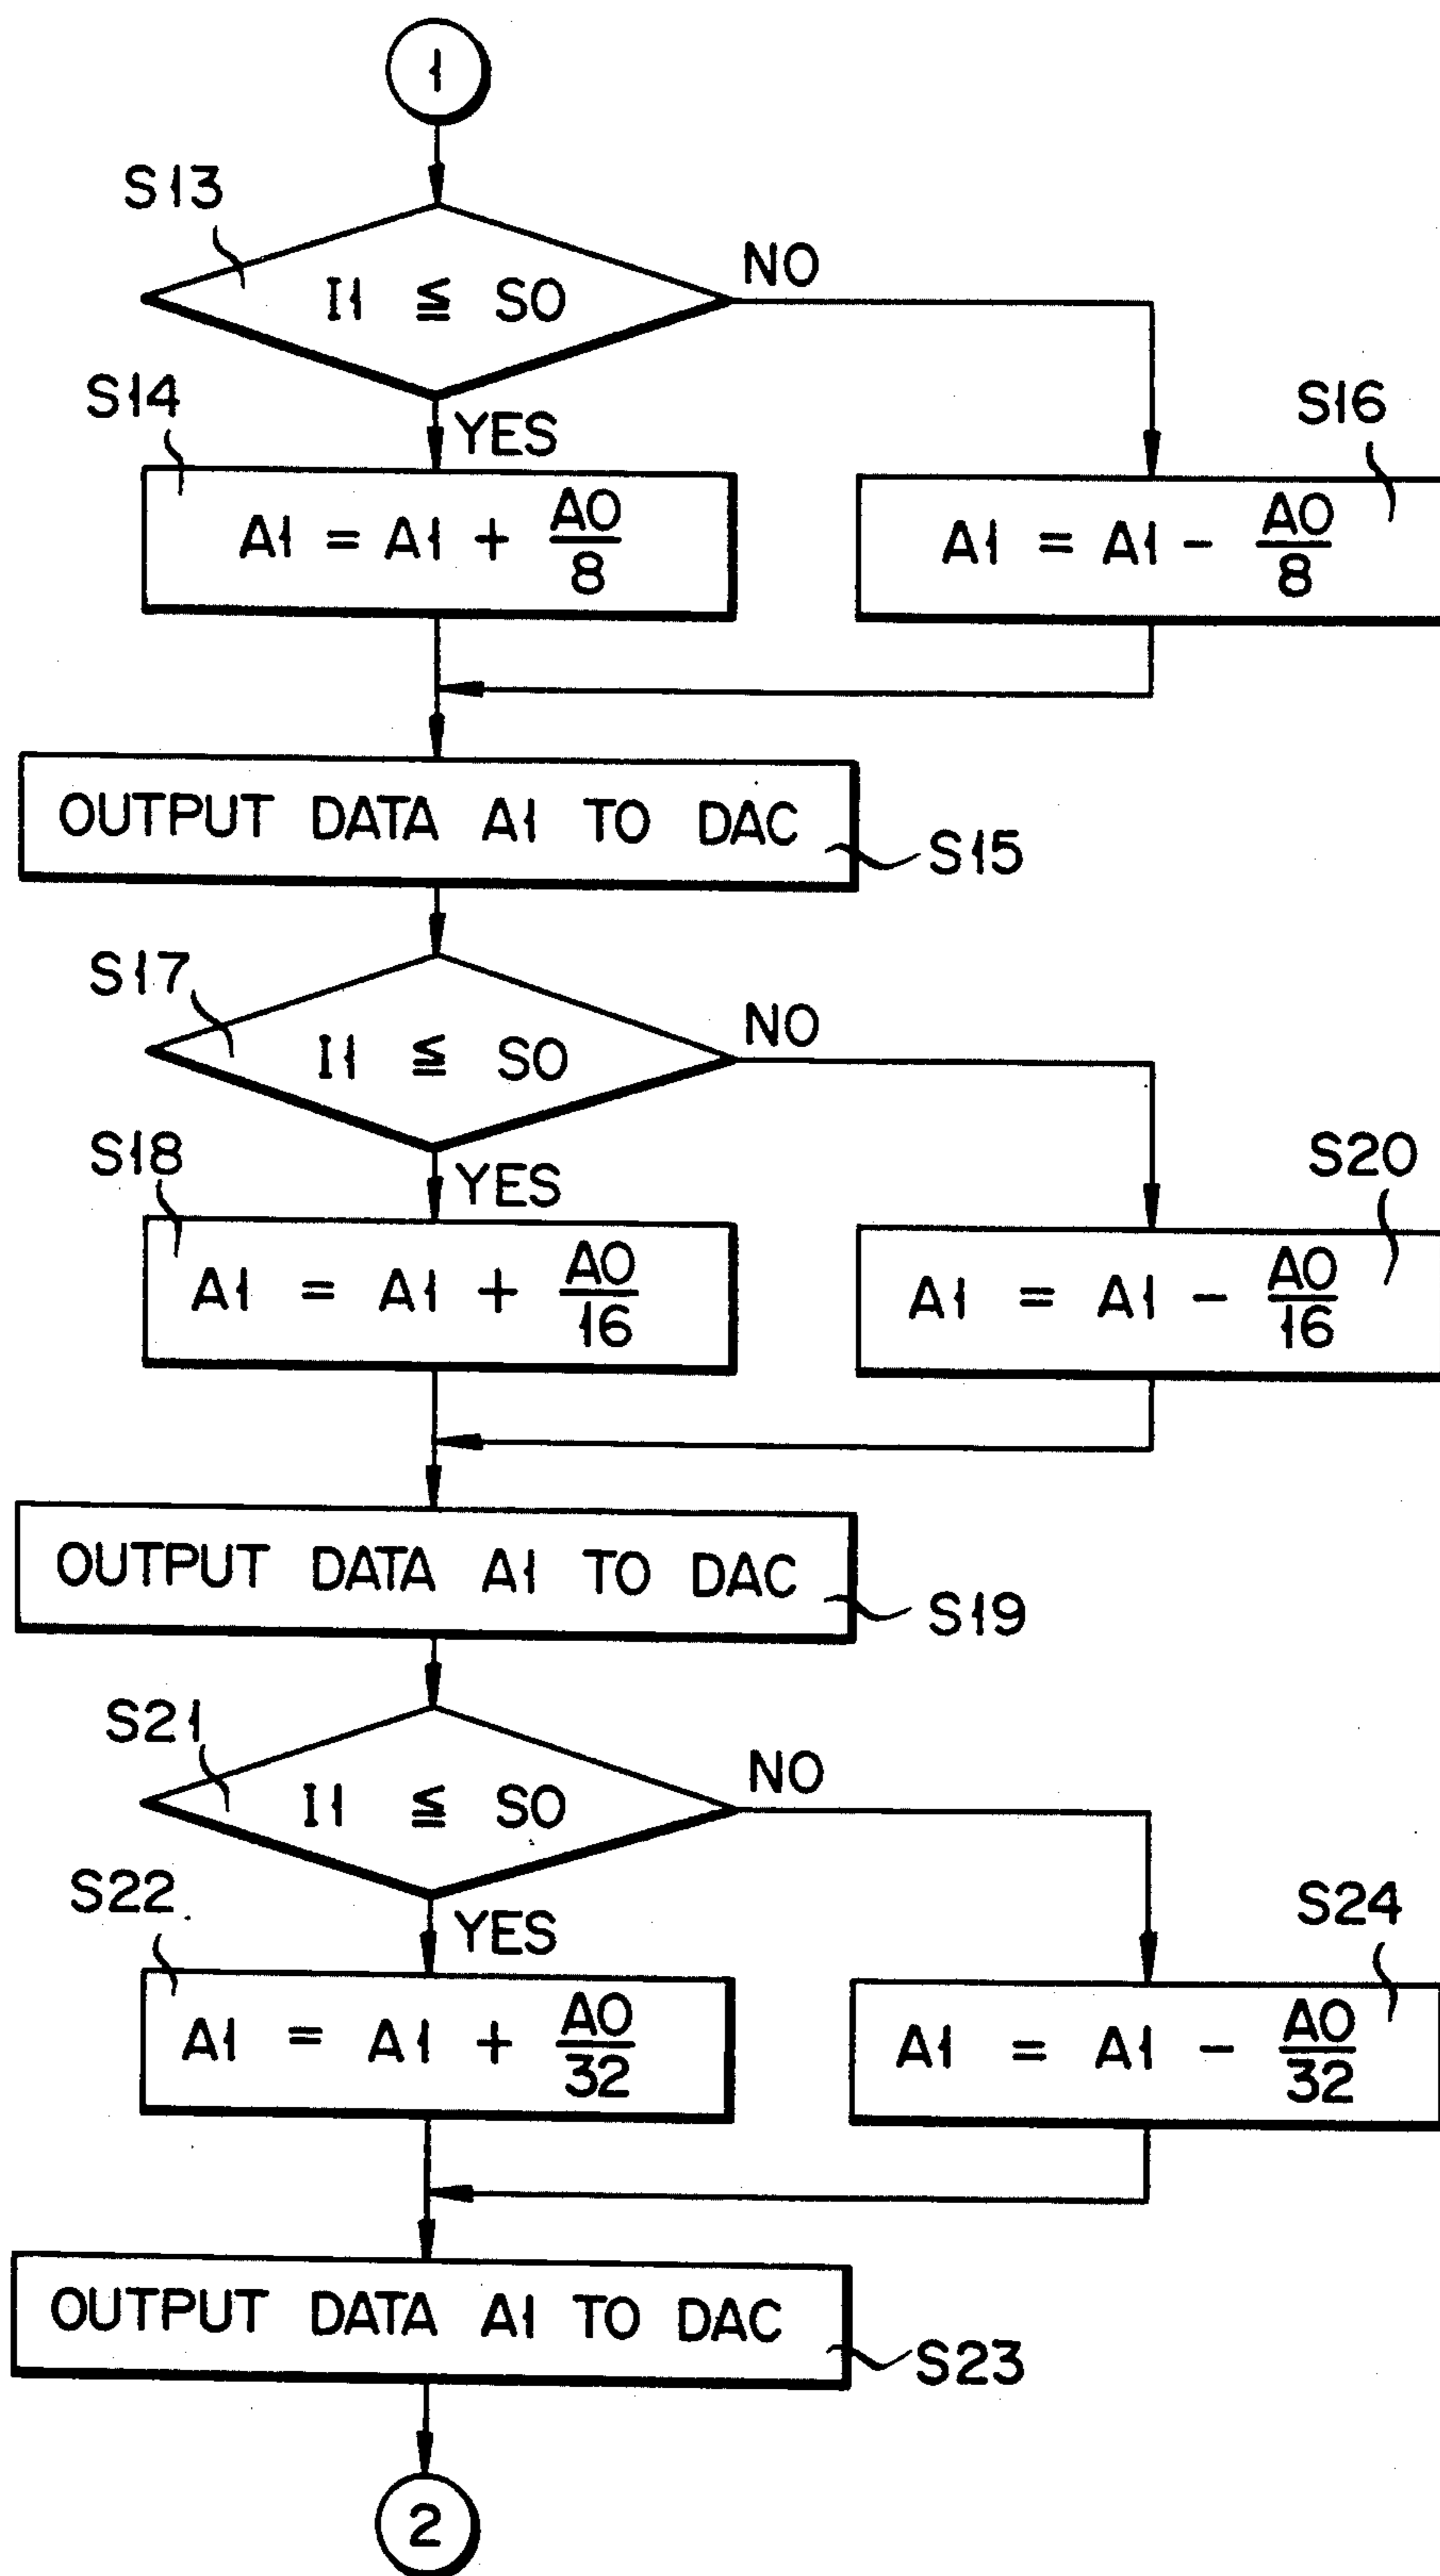 1
S13
I1 ≦ S0
NO
S14
YES
S16
A1 = A1 + A0/8
A1 = A1 - A0/8
OUTPUT DATA A1 TO DAC
S15
S17
I1 ≦ S0
NO
S18
YES
S20
A1 = A1 + A0/16
A1 = A1 - A0/16
OUTPUT DATA A1 TO DAC
S19
S21
I1 ≦ S0
NO
S22
YES
S24
A1 = A1 + A0/32
A1 = A1 - A0/32
OUTPUT DATA A1 TO DAC
S23
2